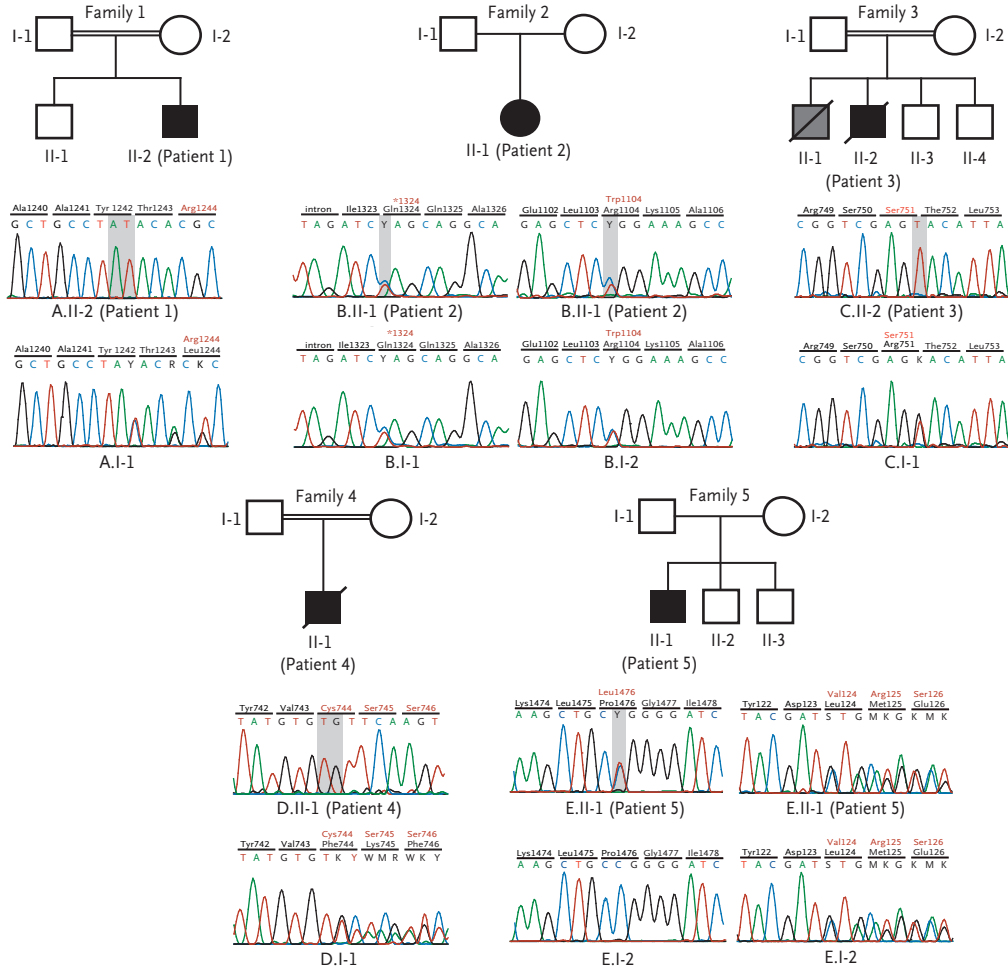 Family 1
I-1
I-2
II-1
II-2 (Patient 1)
Family 2
I-1
I-2
II-1 (Patient 2)
Family 3
I-1
I-2
II-1
II-2
II-3
II-4
(Patient 3)
Ala1240 Ala1241 Tyr 1242 Thr1243 Arg1244
G C T G C C T A T A C A C G C
A.II-2 (Patient 1)
*1324
intron Ile1323 Gln1324 Gln1325 Ala1326
T A G A T C Y A G C A G G C A
B.II-1 (Patient 2)
Trp1104
Glu1102 Leu1103 Arg1104 Lys1105 Ala1106
G A G C T C Y G G A A A G C C
B.II-1 (Patient 2)
Arg749 Ser750 Ser751 The752 Leu753
C G G T C G A G T A C A T T A
C.II-2 (Patient 3)
Arg1244
Ala1240 Ala1241 Tyr 1242 Thr1243 Leu1244
G C T G C C T A Y A C R C K C
A.I-1
*1324
intron Ile1323 Gln1324 Gln1325 Ala1326
T A G A T C Y A G C A G G C A
B.I-1
Trp1104
Glu1102 Leu1103 Arg1104 Lys1105 Ala1106
G A G C T C Y G G A A A G C C
B.I-2
Ser751
Arg749 Ser750 Arg751 The752 Leu753
C G G T C G A G K A C A T T A
C.I-1
Family 4
I-1
I-2
II-1
(Patient 4)
Family 5
I-1
I-2
II-1
II-2
II-3
(Patient 5)
Tyr742 Val743 Cys744 Ser745 Ser746
T A T G T G T G T T C A A G T
D.II-1 (Patient 4)
Leu1476
Lys1474 Leu1475 Pro1476 Gly1477 Ile1478
A A G C T G C Y G G G G A T C
E.II-1 (Patient 5)
Val124 Arg125 Ser126
Tyr122 Asp123 Leu124 Met125 Glu126
T A C G A T S T G M K G K M K
E.II-1 (Patient 5)
Cys744 Ser745 Ser746
Tyr742 Val743 Phe744 Lys745 Phe746
T A T G T G T K Y W M R W K Y
D.I-1
Lys1474 Leu1475 Pro1476 Gly1477 Ile1478
A A G C T G C C G G G G A T C
E.I-2
Val124 Arg125 Ser126
Tyr122 Asp123 Leu124 Met125 Glu126
T A C G A T S T G M K G K M K
E.I-2